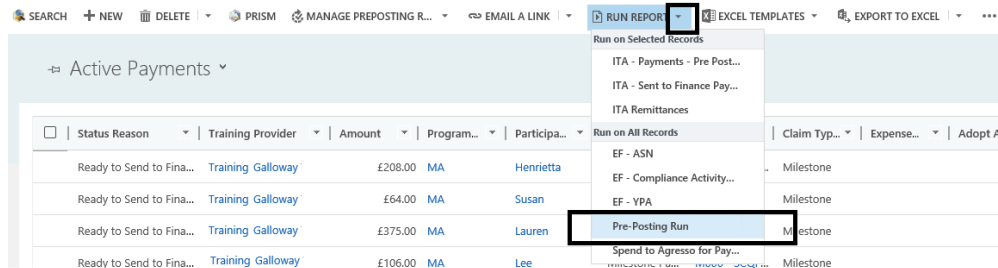 SEARCH + NEW DELETE PRISM MANAGE PREPOSTING R... EMAIL A LINK RUN REPORT EXCEL TEMPLATES EXPORT TO EXCEL ...
Run on Selected Records
ITA - Payments - Pre Post...
Active Payments
ITA - Sent to Finance Pay...
ITA Remittances
Status Reason Training Provider Amount Program... Participa... Run on All Records Claim Typ... Expense... Adopt A
EF - ASN
Ready to Send to Fina... Training Galloway £208.00 MA Henrietta Milestone
EF - Compliance Activity...
Ready to Send to Fina... Training Galloway £64.00 MA Susan EF - YPA Milestone
Pre-Posting Run
Ready to Send to Fina... Training Galloway £375.00 MA Lauren Milestone
Spend to Agresso for Pay...
Ready to Send to Fina... Training Galloway £106.00 MA Lee Milestone